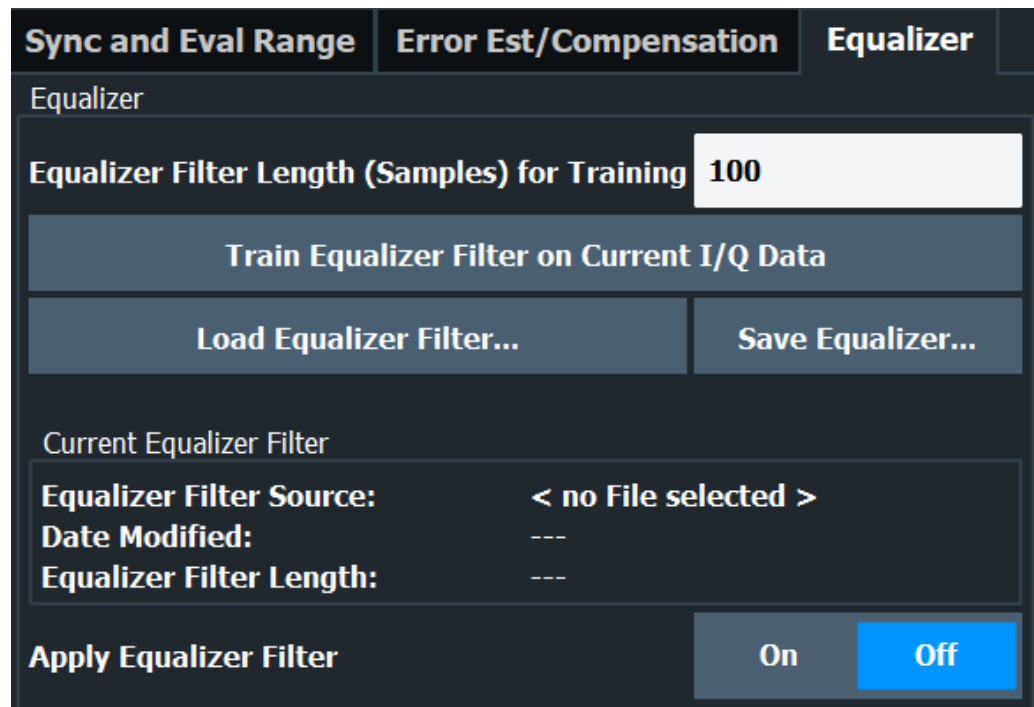 Sync and Eval Range Error Est/Compensation Equalizer
Equalizer
Equalizer Filter Length (Samples) for Training 100
Train Equalizer Filter on Current I/Q Data
Load Equalizer Filter... Save Equalizer...
Current Equalizer Filter
Equalizer Filter Source: < no File selected >
Date Modified: ---
Equalizer Filter Length: ---
Apply Equalizer Filter On Off